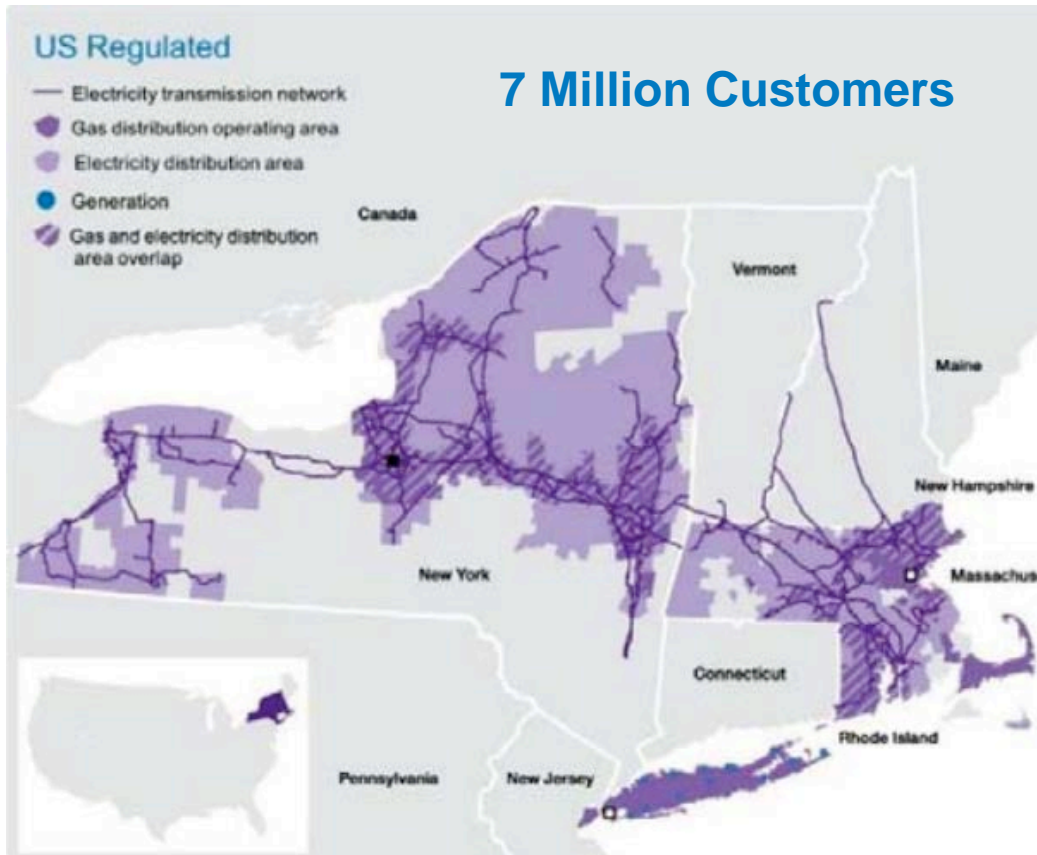 US Regulated
7 Million Customers
Electricity transmission network
Gas distribution operating area
Electricity distribution area
Generation
Gas and electricity distribution
area overlap
Canada
Vermont
Maine
New Hampshire
New York
Massachus
Connecticut
Rhode Island
Pennsylvania
New Jersey